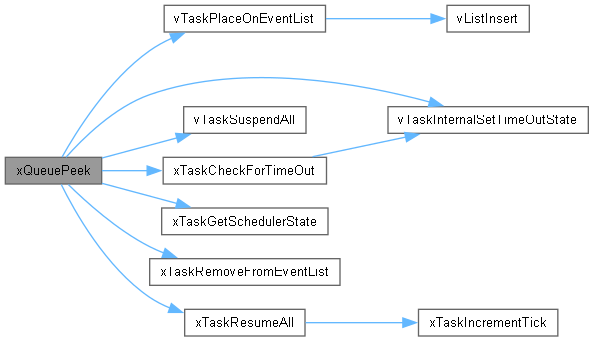 vTaskPlaceOnEventList
vListInsert
vTaskSuspendAll
vTaskInternalSetTimeOutState
xQueuePeek
xTaskCheckForTimeOut
xTaskGetSchedulerState
xTaskRemoveFromEventList
xTaskResumeAll
xTaskIncrementTick